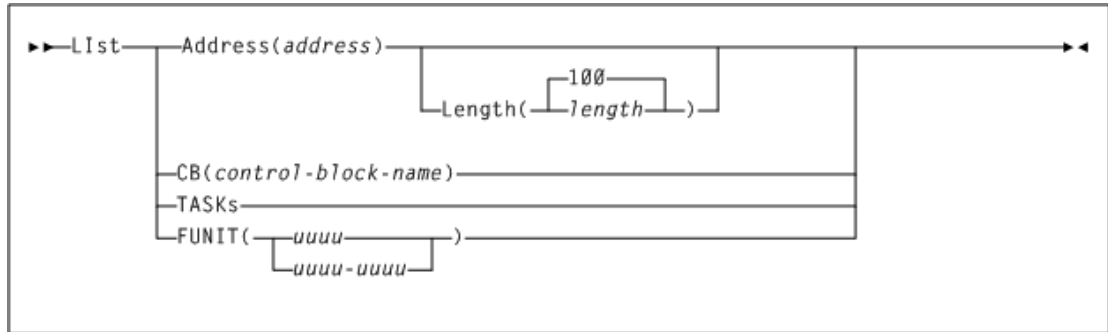 LIst Address(address)
100
Length( length )
CB(control-block-name)
TASKs
FUNIT( uuuu )
uuuu-uuuu